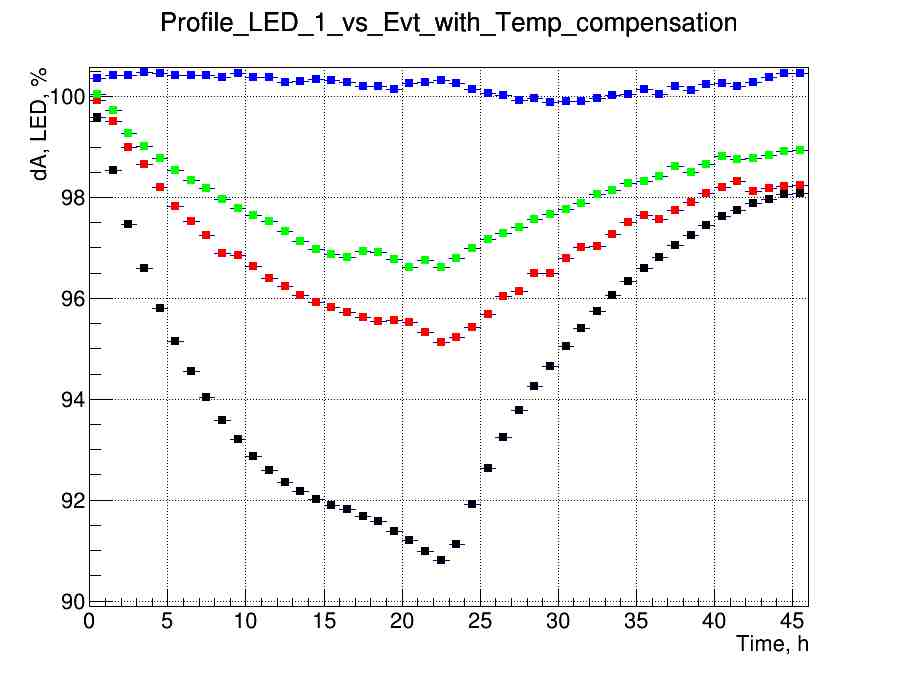 Profile_LED_1_vs_Evt_with_Temp_compensation
dA, LED, %
100
98
96
94
92
90
0 5 10 15 20 25 30 35 40 45
Time, h